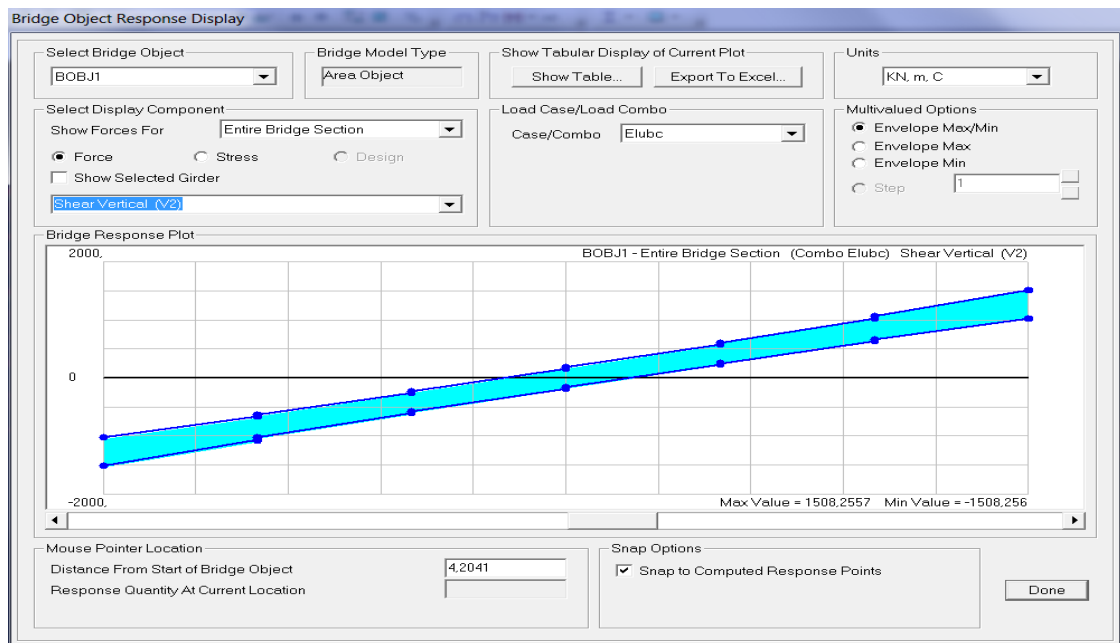 Bridge Object Response Display
Select Bridge Object
BOBJ1
Bridge Model Type
Area Object
Show Tabular Display of Current Plot
Show Table...
Export To Excel...
Units
KN, m, C
Select Display Component
Show Forces For
Entire Bridge Section
Force
Stress
Design
Show Selected Girder
Shear Vertical (V2)
Load Case/Load Combo
Case/Combo
Elubc
Multivalued Options
Envelope Max/Min
Envelope Max
Envelope Min
Step
1
Bridge Response Plot
2000,
BOBJ1 - Entire Bridge Section (Combo Elubc) Shear Vertical (V2)
0
-2000,
Max Value = 1508,2557 Min Value = -1508,256
Mouse Pointer Location
Distance From Start of Bridge Object
4,2041
Response Quantity At Current Location
Snap Options
Snap to Computed Response Points
Done